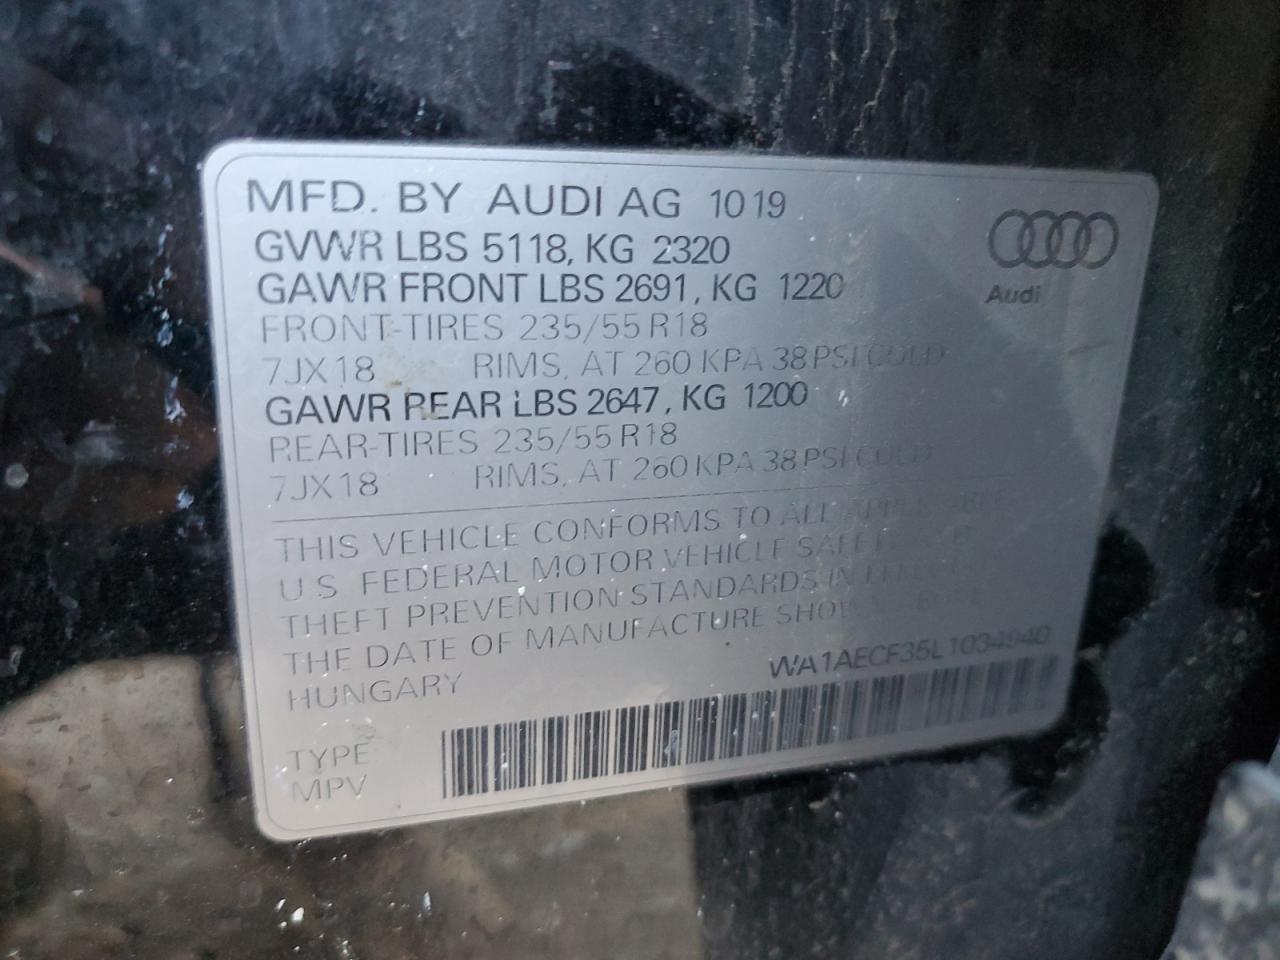 MFD. BY AUDI AG 10 19
GVWR LBS 5118, KG 2320
GAWR FRONT LBS 2691, KG 1220
FRONT-TIRES 235/55 R18
7JX18 RIMS, AT 260 KPA 38 PSI COLD
GAWR REAR LBS 2647, KG 1200
REAR-TIRES 235/55 R18
7JX18 RIMS, AT 260 KPA 38 PSI COLD
THIS VEHICLE CONFORMS TO ALL
U.S. FEDERAL MOTOR VEHICLE
THEFT PREVENTION STANDARDS IN
THE DATE OF MANUFACTURE
HUNGARY
WA1AECF35L1034940
TYPE
MPV
Audi